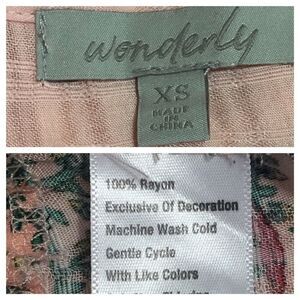 wonderly
XS
MADE
IN
CHINA
100% Rayon
Exclusive Of Decoration
Machine Wash Cold
Gentle Cycle
With Like Colors